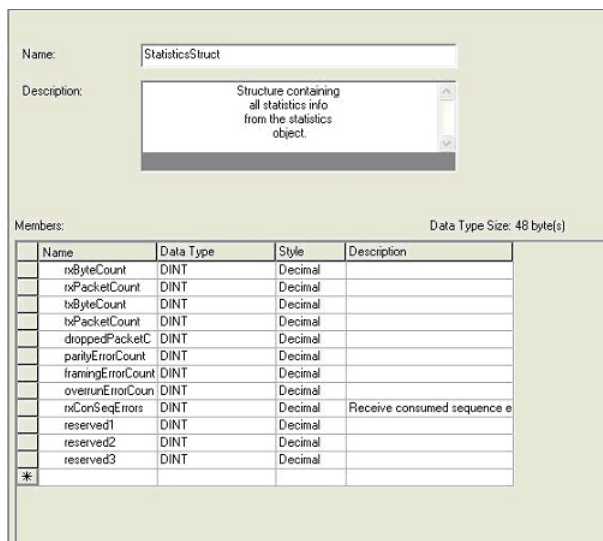 Name: StatisticsStruct
Description: Structure containing
all statistics info
from the statistics
object.
Members: Data Type Size: 48 byte(s)
Name Data Type Style Description
rxByteCount DINT Decimal
rxPacketCount DINT Decimal
txByteCount DINT Decimal
txPacketCount DINT Decimal
droppedPacketC DINT Decimal
parityErrorCount DINT Decimal
framingErrorCount DINT Decimal
overrunErrorCoun DINT Decimal
rxConSeqErrors DINT Decimal Receive consumed sequence e
reserved1 DINT Decimal
reserved2 DINT Decimal
reserved3 DINT Decimal
*